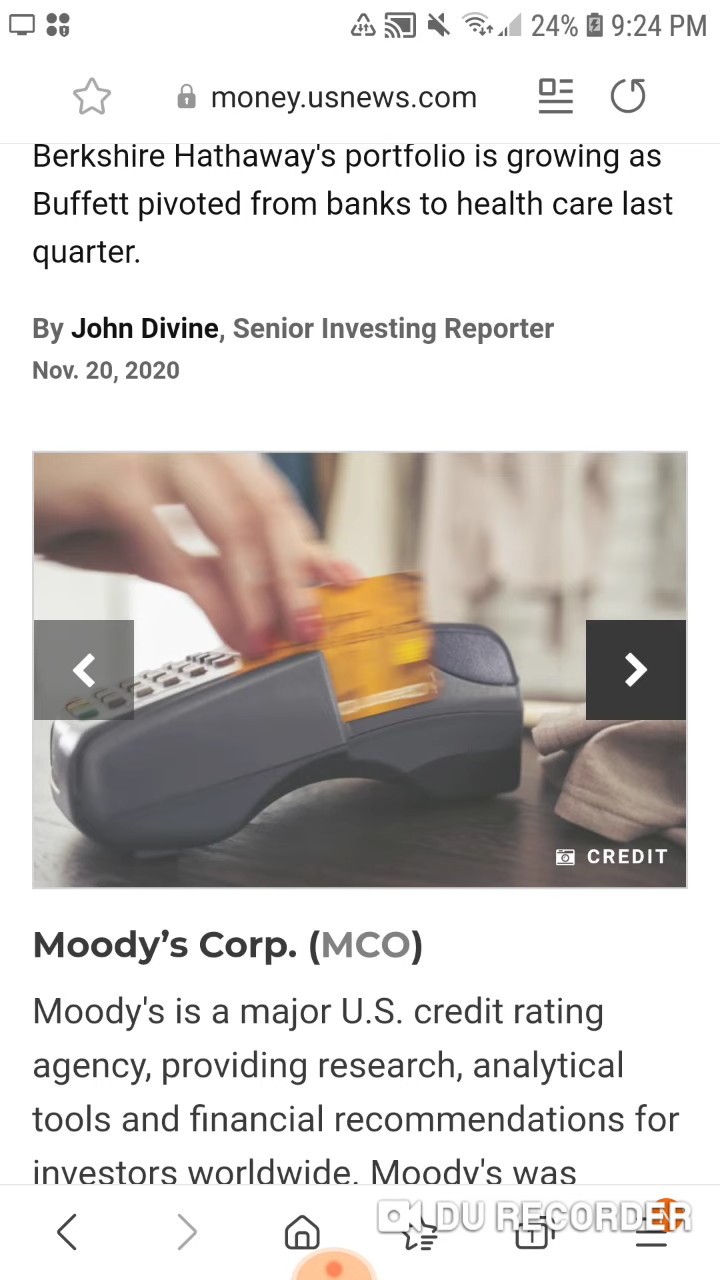 24% 9:24 PM
money.usnews.com
Berkshire Hathaway's portfolio is growing as
Buffett pivoted from banks to health care last
quarter.
By John Divine, Senior Investing Reporter
Nov. 20, 2020
CREDIT
Moody’s Corp. (MCO)
Moody's is a major U.S. credit rating
agency, providing research, analytical
tools and financial recommendations for
investors worldwide. Moody's was
DU RECORDER
1
N